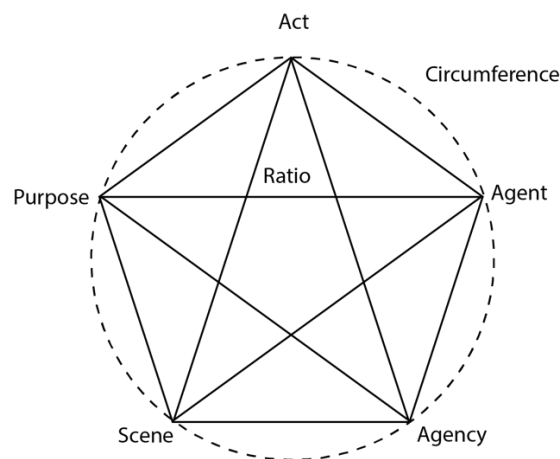 Act
Circumference
Ratio
Purpose
Agent
Scene
Agency